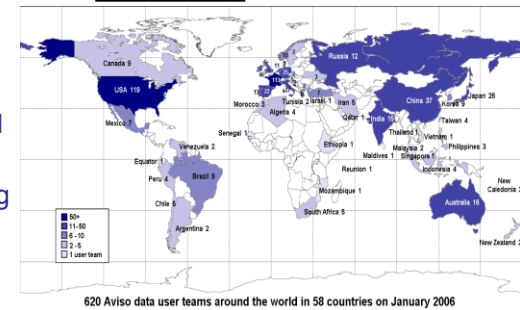 Canada 9
Russia 12
USA 119
113
Japan 26
China 37
Korea 9
Morocco 3
Tunisia 2
Israel 1
Iran 5
Algeria 4
Mexico 7
Qatar 1
India 15
Taiwan 4
Senegal 1
Thailand 1
Vietnam 1
Venezuela 2
Ethiopia 1
Malaysia 2
Philippines 3
Maldives 1
Singapore 1
Equator 1
Brazil 9
Reunion 1
Indonesia 4
Peru 4
Mozambique 1
New
Caledonia 2
Chile 5
South Africa 5
Australia 16
50+
11-50
6 - 10
2 - 5
1 user team
Argentina 2
New Zealand 2
g
620 Aviso data user teams around the world in 58 countries on January 2006